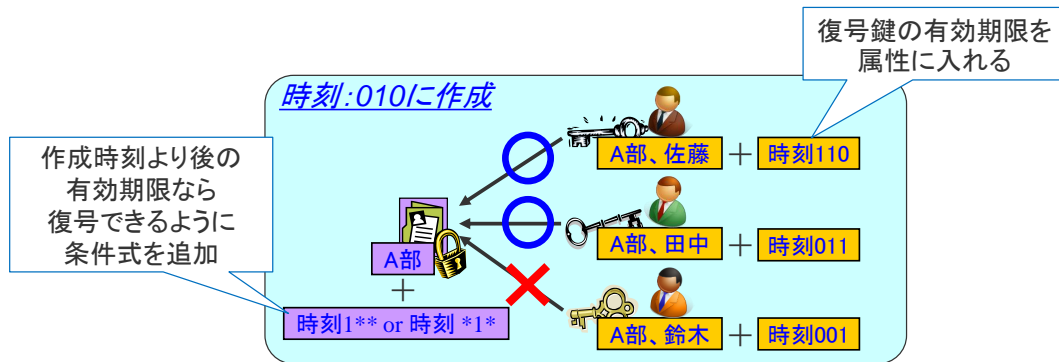 復号鍵の有効期限を
属性に入れる
時刻:010に作成
作成時刻より後の
有効期限なら
復号できるように
条件式を追加
A部、佐藤 + 時刻110
A部、田中 + 時刻011
A部
+
時刻1** or 時刻 *1*
A部、鈴木 + 時刻001